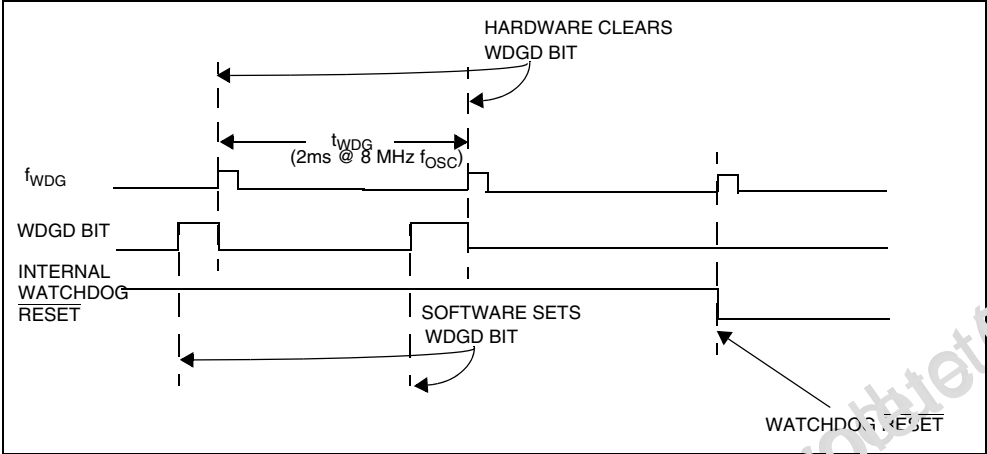 HARDWARE CLEARS
WDGD BIT
tWDG
(2ms @ 8 MHz fOSC)
fWDG
WDGD BIT
INTERNAL
WATCHDOG
RESET
SOFTWARE SETS
WDGD BIT
WATCHDOG RESET